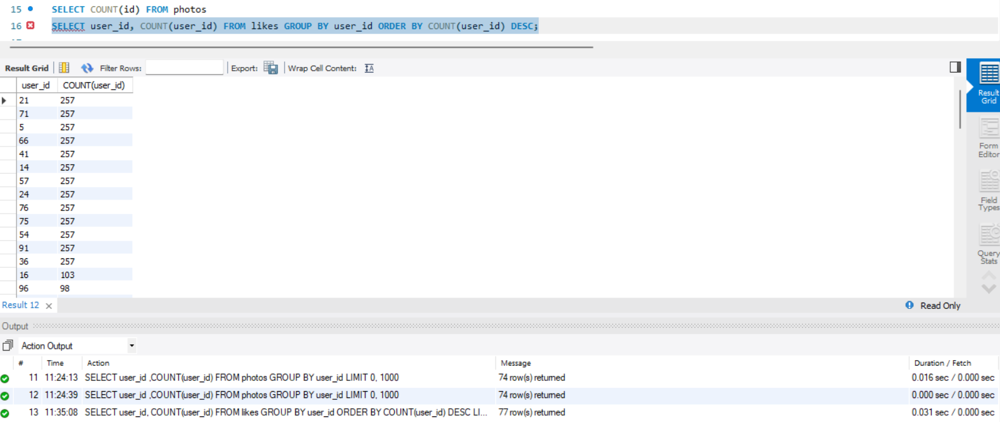 15 SELECT COUNT(id) FROM photos
16 SELECT user_id, COUNT(user_id) FROM likes GROUP BY user_id ORDER BY COUNT(user_id) DESC;
Result Grid Filter Rows: Export: Wrap Cell Content: IA
user_id COUNT(user_id)
21 257
71 257
5 257
66 257
41 257
14 257
57 257
24 257
76 257
75 257
54 257
91 257
36 257
16 103
96 98
Result
Grid
Form
Editor
Field
Types
Query
Stats
Result 12 × Read Only
Output
Action Output
# Time Action Message Duration / Fetch
11 11:24:13 SELECT user_id ,COUNT(user_id) FROM photos GROUP BY user_id LIMIT 0, 1000 74 row(s) returned 0.016 sec / 0.000 sec
12 11:24:39 SELECT user_id ,COUNT(user_id) FROM photos GROUP BY user_id LIMIT 0, 1000 74 row(s) returned 0.000 sec / 0.000 sec
13 11:35:08 SELECT user_id, COUNT(user_id) FROM likes GROUP BY user_id ORDER BY COUNT(user_id) DESC LI... 77 row(s) returned 0.031 sec / 0.000 sec